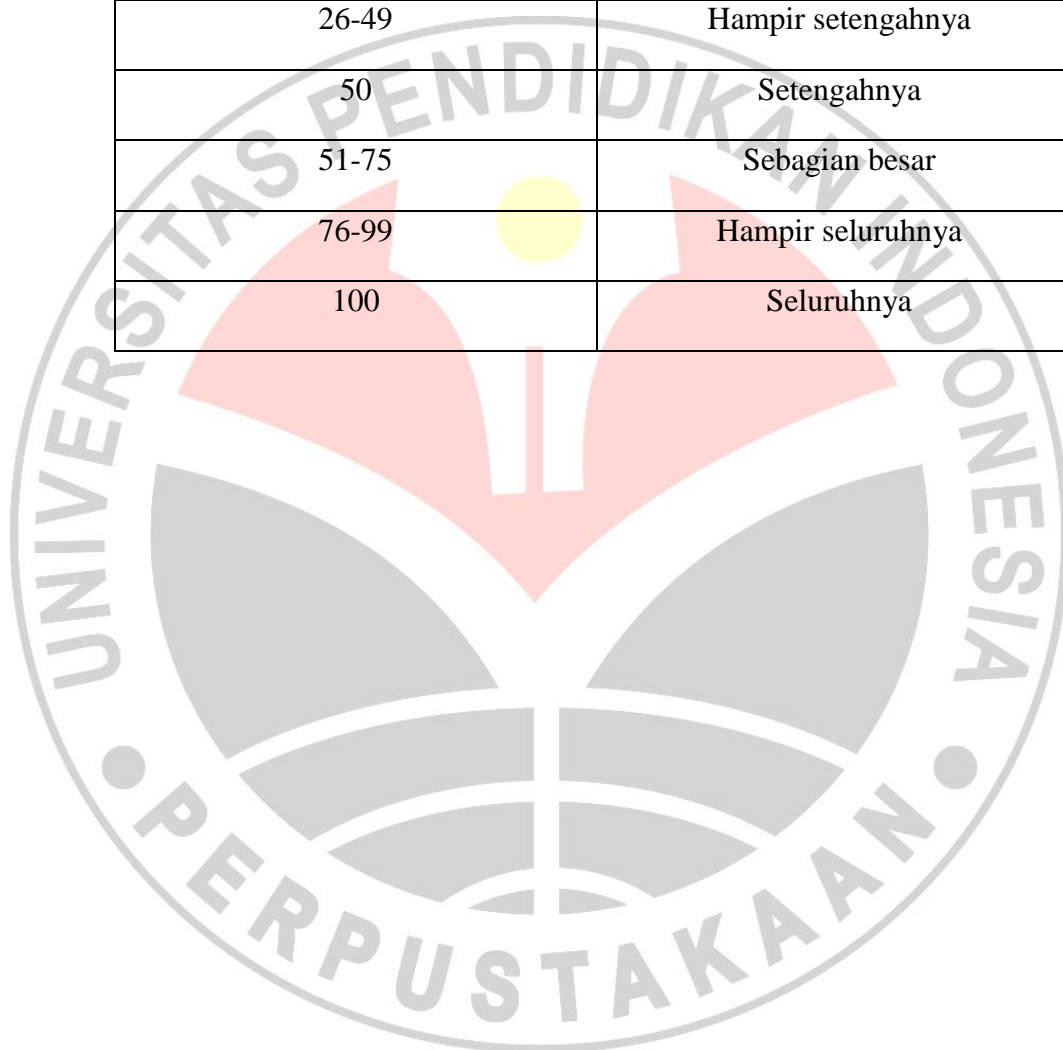 26-49 Hampir setengahnya
50 Setengahnya
51-75 Sebagian besar
76-99 Hampir seluruhnya
100 Seluruhnya
UNIVERSITAS PENDIDIKAN INDONESIA
PERPUSTAKAAN